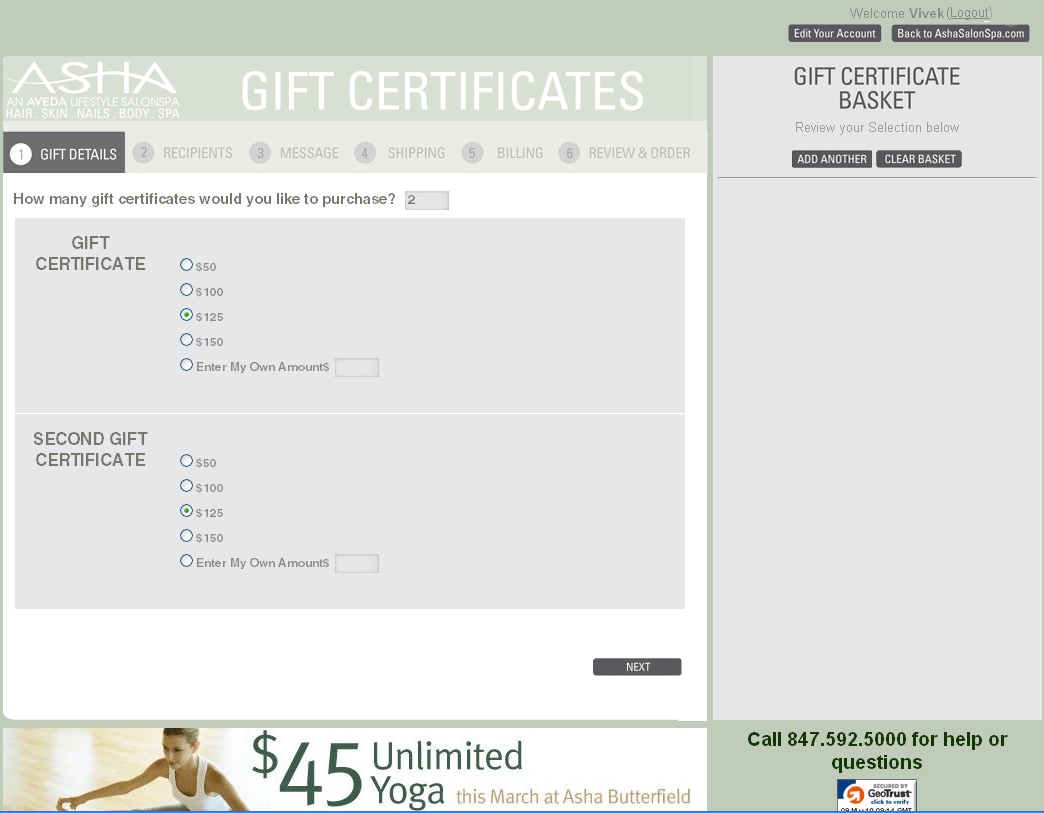 Welcome Vivek (Logout)
Edit Your Account
Back to AshaSalonSpa.com
ASHA
AN AVEDA LIFESTYLE SALONSPA
HAIR . SKIN . NAILS . BODY . SPA
GIFT CERTIFICATES
1 GIFT DETAILS
2 RECIPIENTS
3 MESSAGE
4 SHIPPING
5 BILLING
6 REVIEW & ORDER
How many gift certificates would you like to purchase? 2
GIFT
CERTIFICATE
$50
$100
$125
$150
Enter My Own Amount$
SECOND GIFT
CERTIFICATE
$50
$100
$125
$150
Enter My Own Amount$
NEXT
GIFT CERTIFICATE
BASKET
Review your Selection below
ADD ANOTHER
CLEAR BASKET
$45 Unlimited
Yoga this March at Asha Butterfield
Call 847.592.5000 for help or
questions
SECURED BY
GeoTrust
click to verify